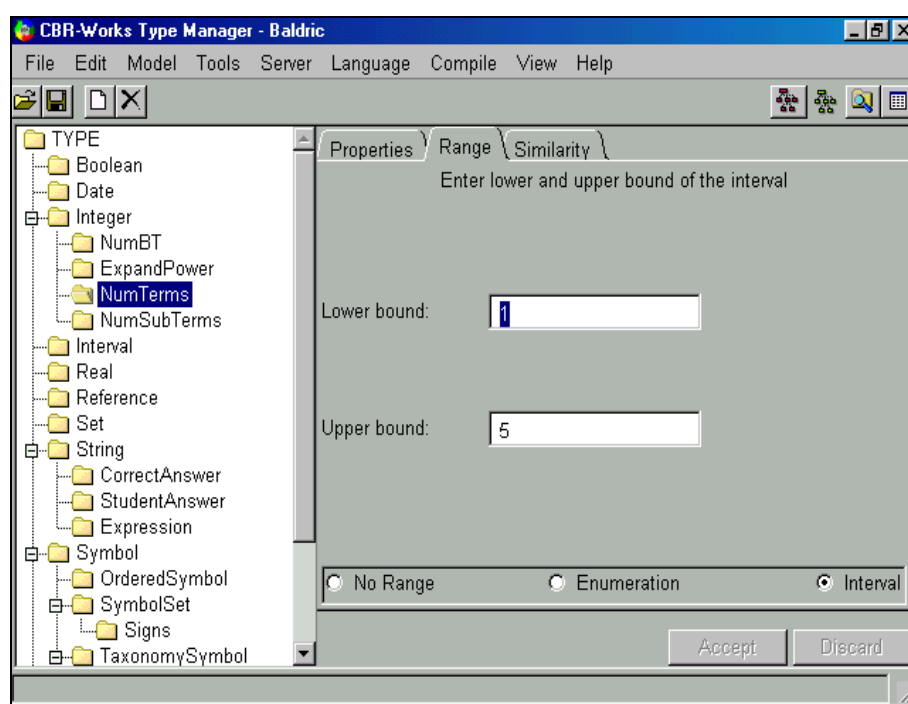 CBR-Works Type Manager - Baldric
File Edit Model Tools Server Language Compile View Help
TYPE
Boolean
Date
Integer
NumBT
ExpandPower
NumTerms
NumSubTerms
Interval
Real
Reference
Set
String
CorrectAnswer
StudentAnswer
Expression
Symbol
OrderedSymbol
SymbolSet
Signs
TaxonomySymbol
Properties Range Similarity
Enter lower and upper bound of the interval
Lower bound: 1
Upper bound: 5
No Range Enumeration Interval
Accept Discard